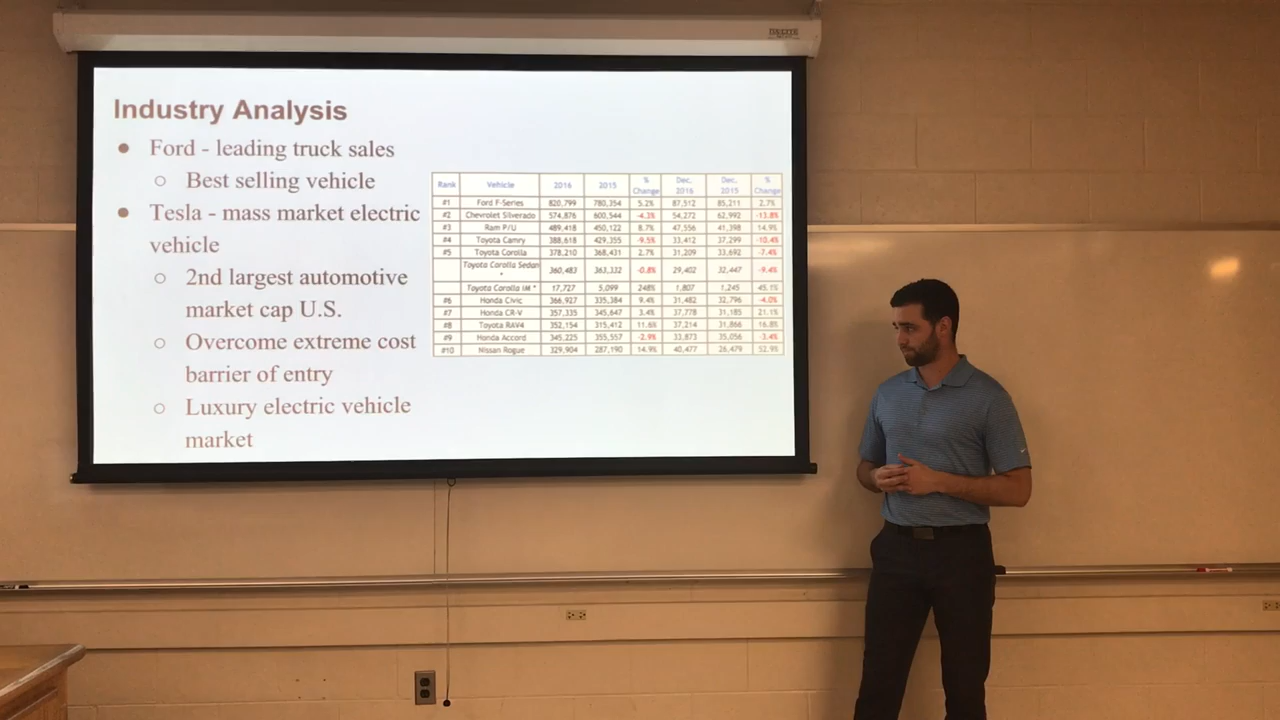 DA-LITE
Industry Analysis
● Ford - leading truck sales
○ Best selling vehicle
● Tesla - mass market electric
vehicle
○ 2nd largest automotive
market cap U.S.
○ Overcome extreme cost
barrier of entry
○ Luxury electric vehicle
market
Rank Vehicle 2016 2015 % Change Dec. 2016 Dec. 2015 % Change
#1 Ford F-Series 820,799 780,354 5.2% 87,512 85,211 2.7%
#2 Chevrolet Silverado 574,876 600,544 -4.3% 54,272 62,992 -13.8%
#3 Ram P/U 489,418 450,122 8.7% 47,556 41,398 14.9%
#4 Toyota Camry 388,618 429,355 -9.5% 33,412 37,299 -10.4%
#5 Toyota Corolla 378,210 368,431 2.7% 31,209 33,692 -7.4%
Toyota Corolla Sedan * 360,483 363,332 -0.8% 29,402 32,447 -9.4%
Toyota Corolla iM * 17,727 5,099 248% 1,807 1,245 45.1%
#6 Honda Civic 366,927 335,384 9.4% 31,482 32,796 -4.0%
#7 Honda CR-V 357,335 345,647 3.4% 37,778 31,185 21.1%
#8 Toyota RAV4 352,154 315,412 11.6% 37,214 31,866 16.8%
#9 Honda Accord 345,225 355,557 -2.9% 33,873 35,056 -3.4%
#10 Nissan Rogue 329,904 287,190 14.9% 40,477 26,479 52.9%